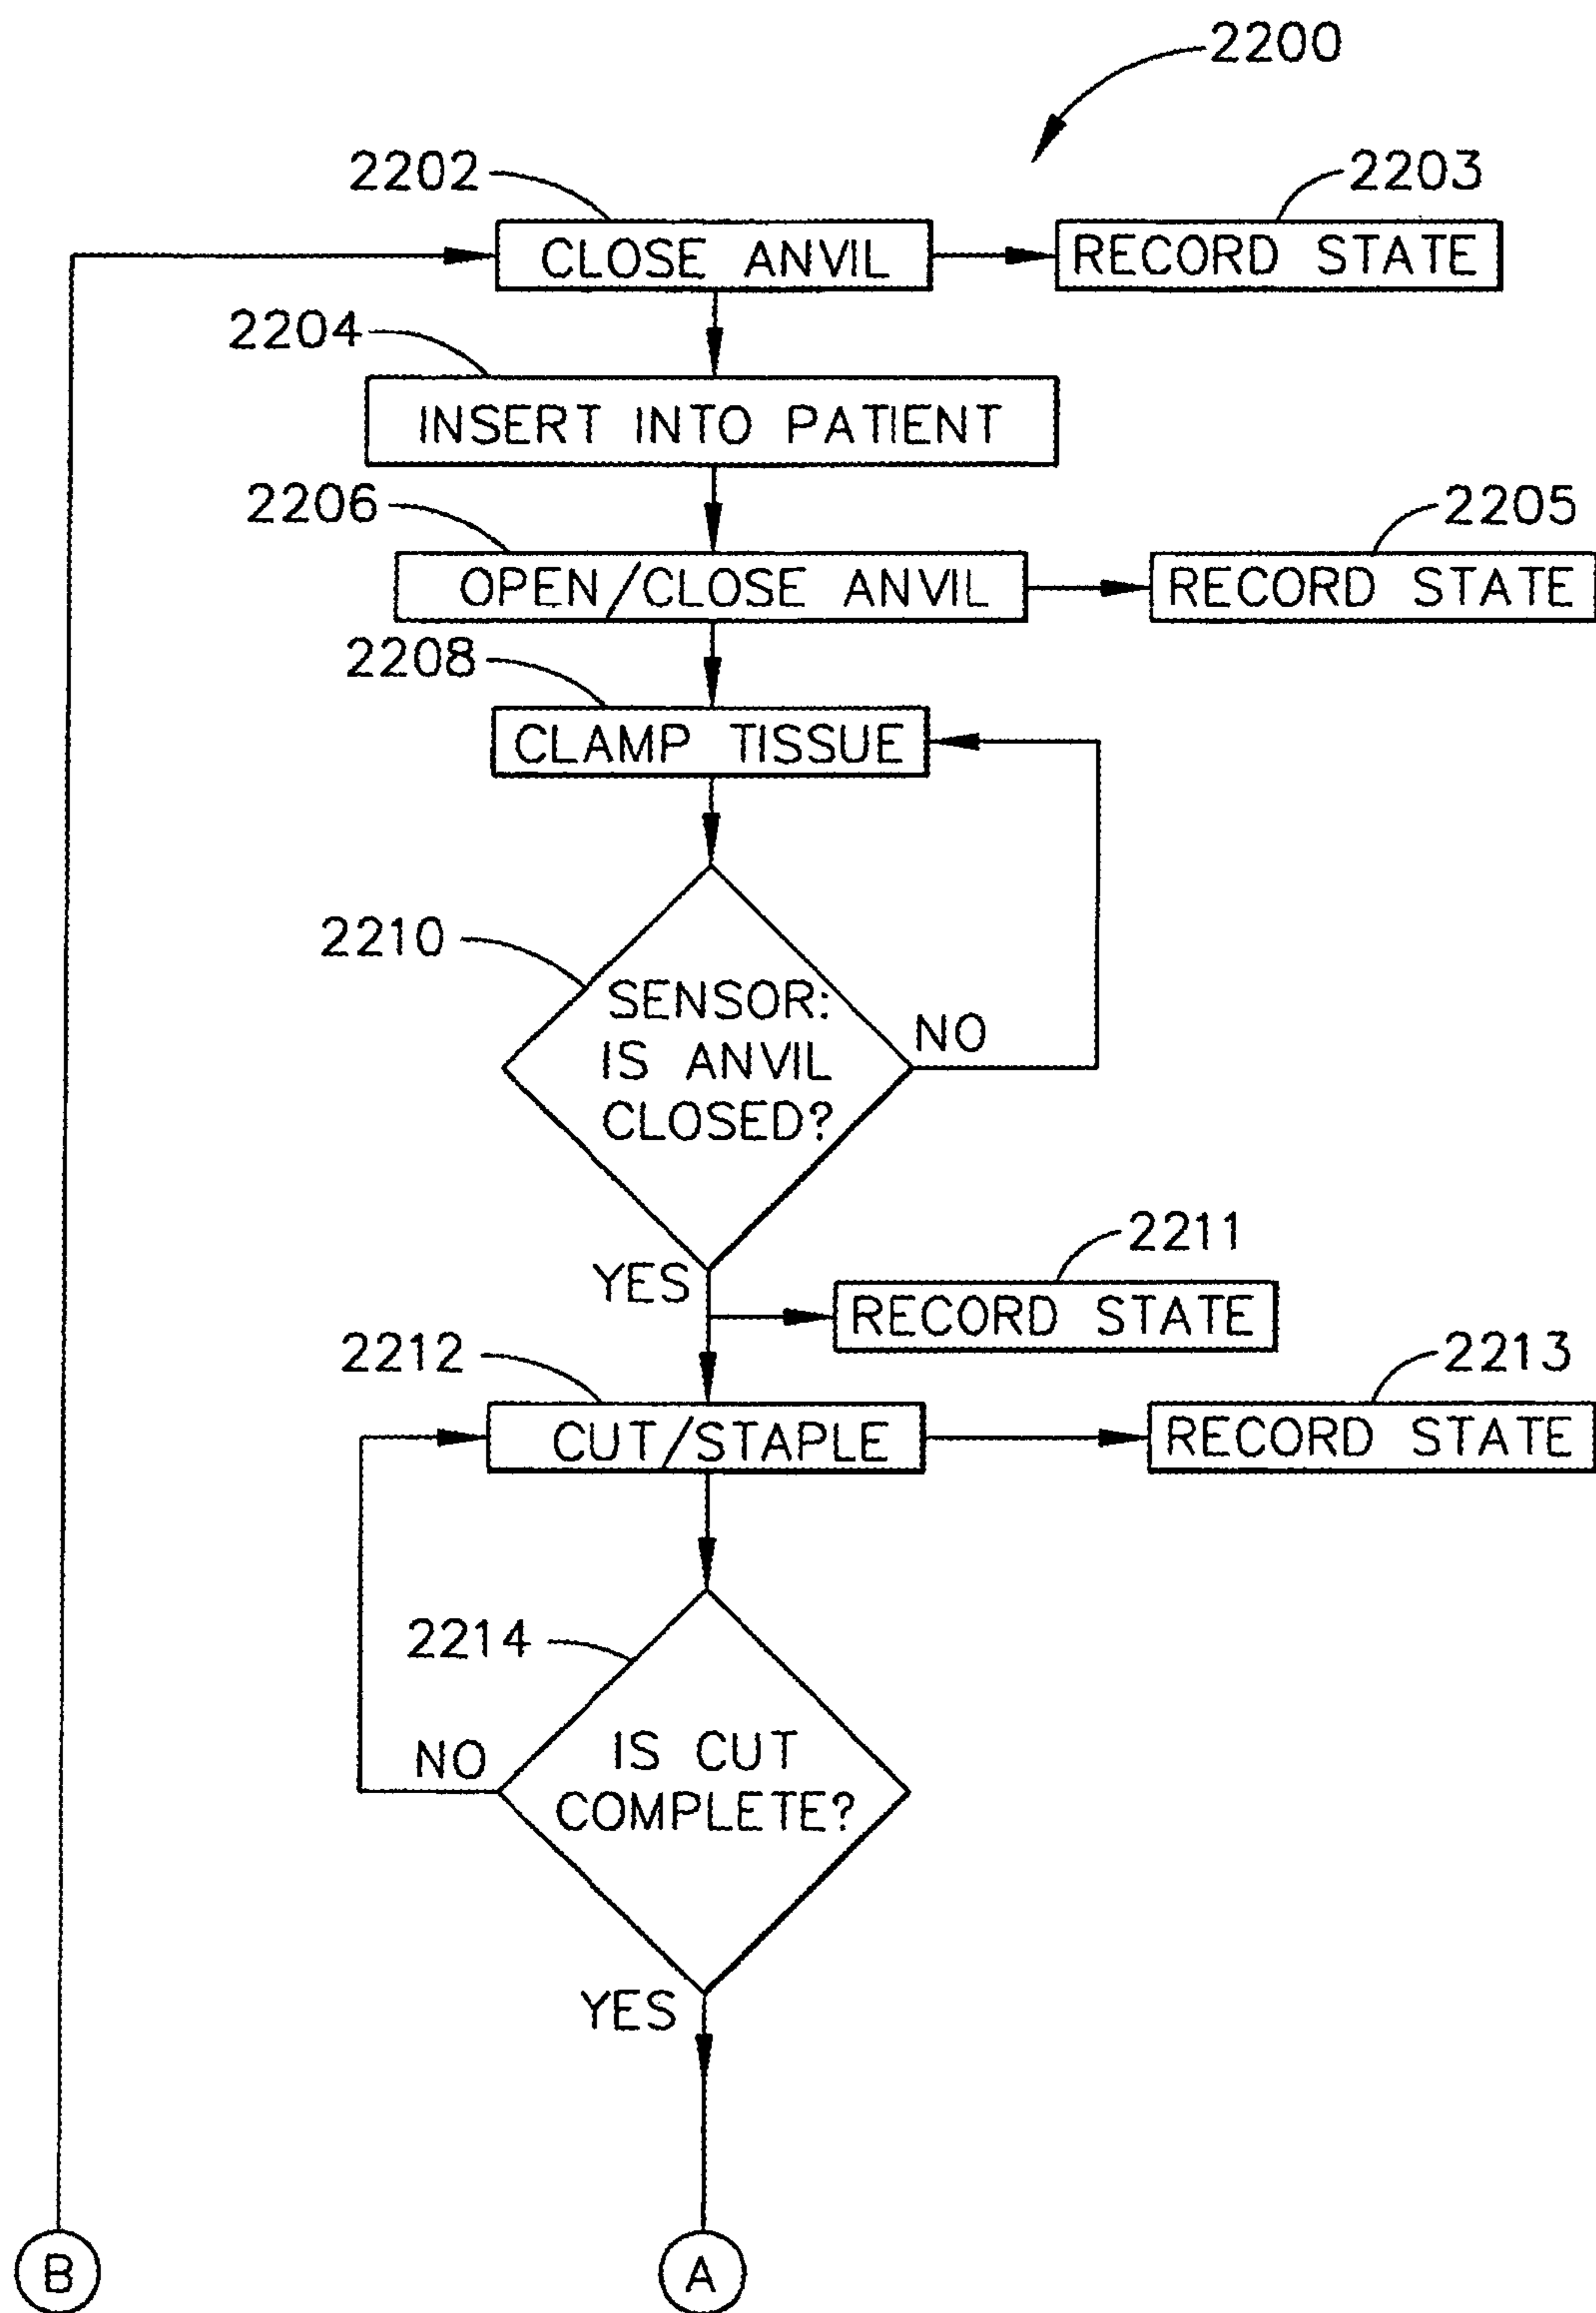 2200
2202
2203
CLOSE ANVIL
RECORD STATE
2204
INSERT INTO PATIENT
2206
2205
OPEN/CLOSE ANVIL
RECORD STATE
2208
CLAMP TISSUE
2210
SENSOR:
IS ANVIL
CLOSED?
NO
YES
2211
RECORD STATE
2212
2213
CUT/STAPLE
RECORD STATE
2214
IS CUT
COMPLETE?
NO
YES
B
A